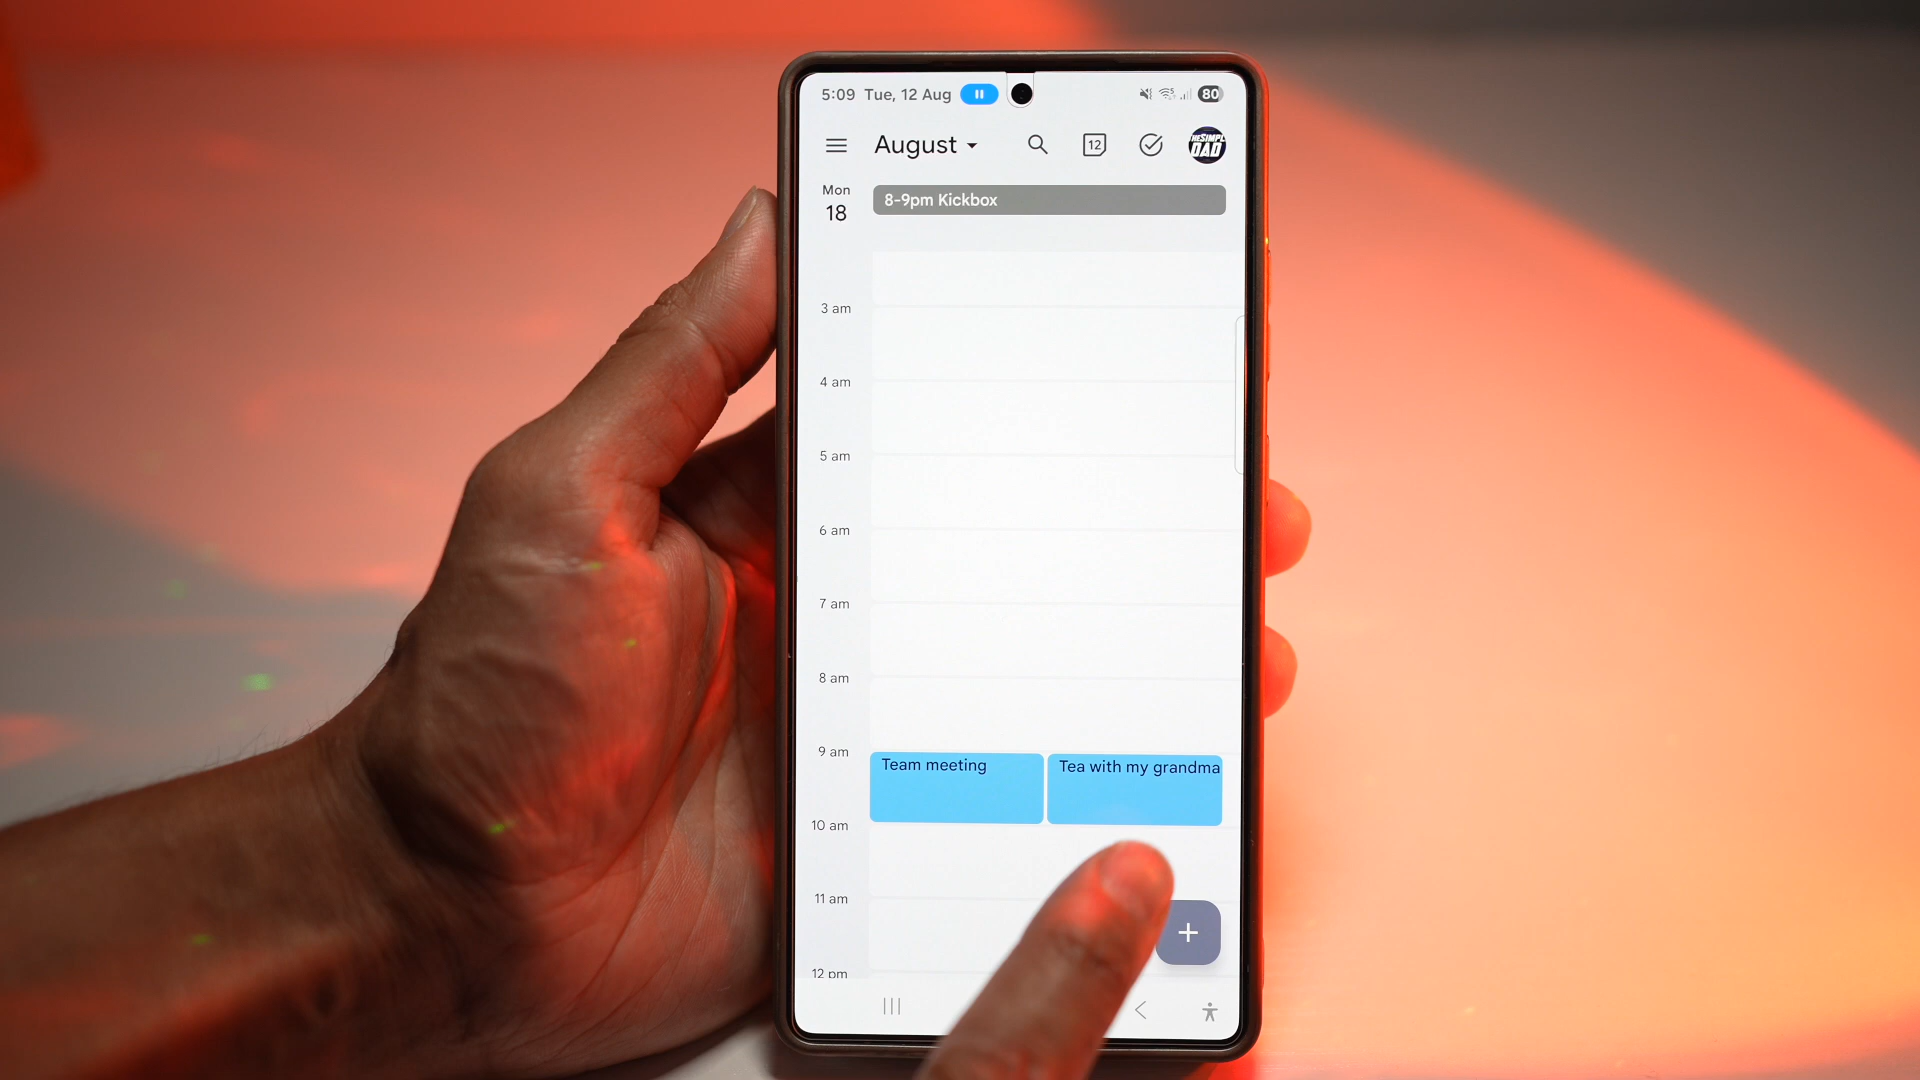 5:09 Tue, 12 Aug 80
August 12
THESIMPL
DAD
Mon
18
8-9pm Kickbox
3 am
4 am
5 am
6 am
7 am
8 am
9 am
Team meeting Tea with my grandma
10 am
11 am
12 pm